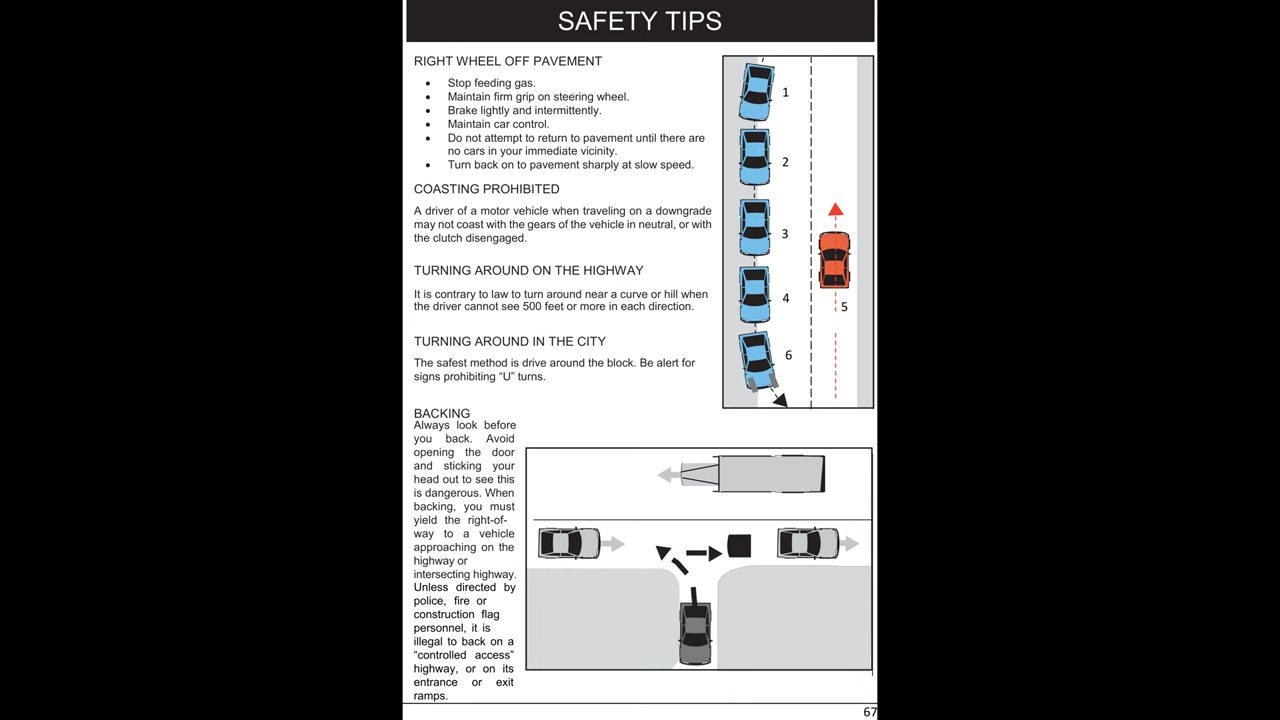 SAFETY TIPS
RIGHT WHEEL OFF PAVEMENT
• Stop feeding gas.
• Maintain firm grip on steering wheel.
• Brake lightly and intermittently.
• Maintain car control.
• Do not attempt to return to pavement until there are
no cars in your immediate vicinity.
• Turn back on to pavement sharply at slow speed.
COASTING PROHIBITED
A driver of a motor vehicle when traveling on a downgrade
may not coast with the gears of the vehicle in neutral, or with
the clutch disengaged.
TURNING AROUND ON THE HIGHWAY
It is contrary to law to turn around near a curve or hill when
the driver cannot see 500 feet or more in each direction.
TURNING AROUND IN THE CITY
The safest method is drive around the block. Be alert for
signs prohibiting “U” turns.
1
2
3
4
5
6
BACKING
Always look before
you back. Avoid
opening the door
and sticking your
head out to see this
is dangerous. When
backing, you must
yield the right-of-
way to a vehicle
approaching on the
highway or
intersecting highway.
Unless directed by
police, fire or
construction flag
personnel, it is
illegal to back on a
“controlled access”
highway, or on its
entrance or exit
ramps.
67